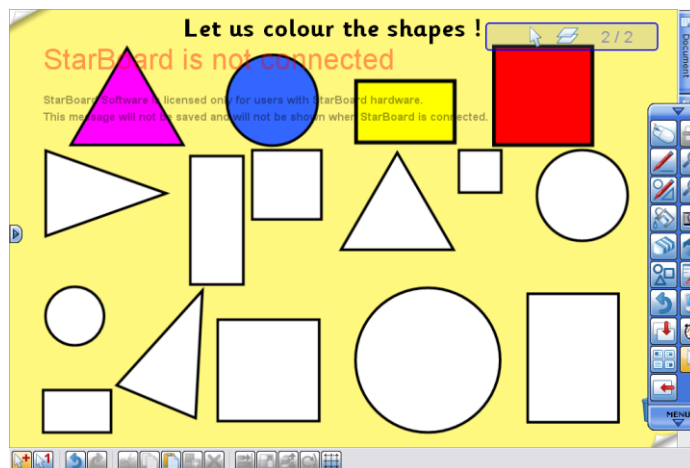 Let us colour the shapes !
2 / 2
StarBoard is not connected
StarBoard Software is licensed only for users with StarBoard hardware.
This message will not be saved and will not be shown when StarBoard is connected.
Document
MENU
1